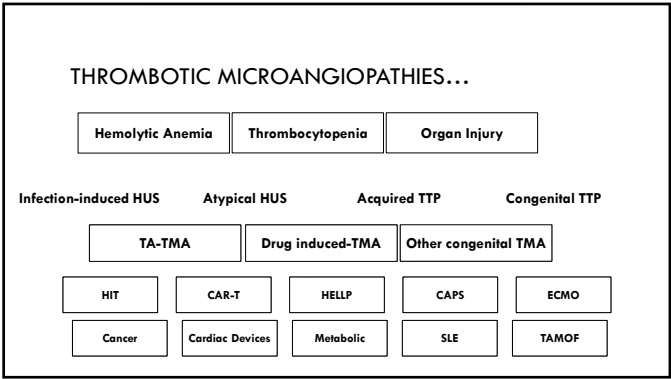 THROMBOTIC MICROANGIOPATHIES...
Hemolytic Anemia Thrombocytopenia Organ Injury
Infection-induced HUS Atypical HUS Acquired TTP Congenital TTP
TA-TMA Drug induced-TMA Other congenital TMA
HIT CAR-T HELLP CAPS ECMO
Cancer Cardiac Devices Metabolic SLE TAMOF